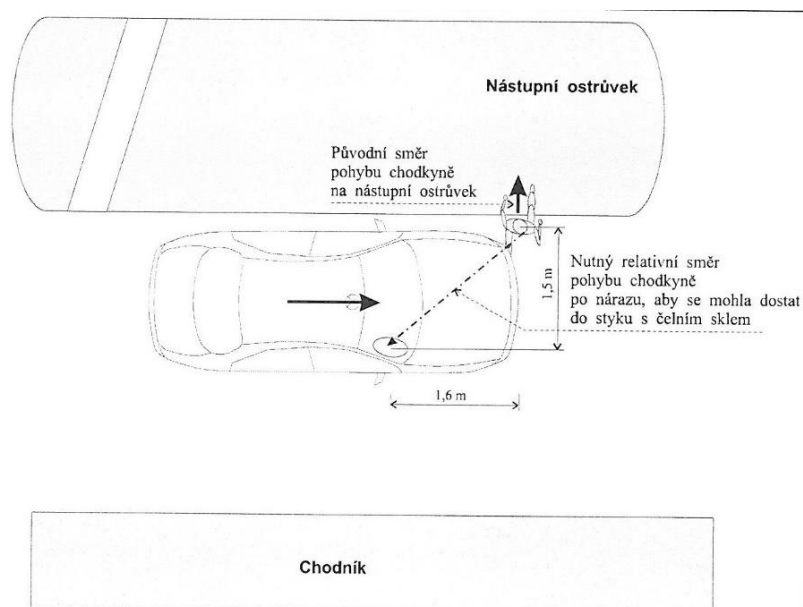 Nástupní ostrůvek
Původní směr
pohybu chodkyně
na nástupní ostrůvek
Nutný relativní směr
pohybu chodkyně
po nárazu, aby se mohla dostat
do styku s čelním sklem
1,5 m
1,6 m
Chodník